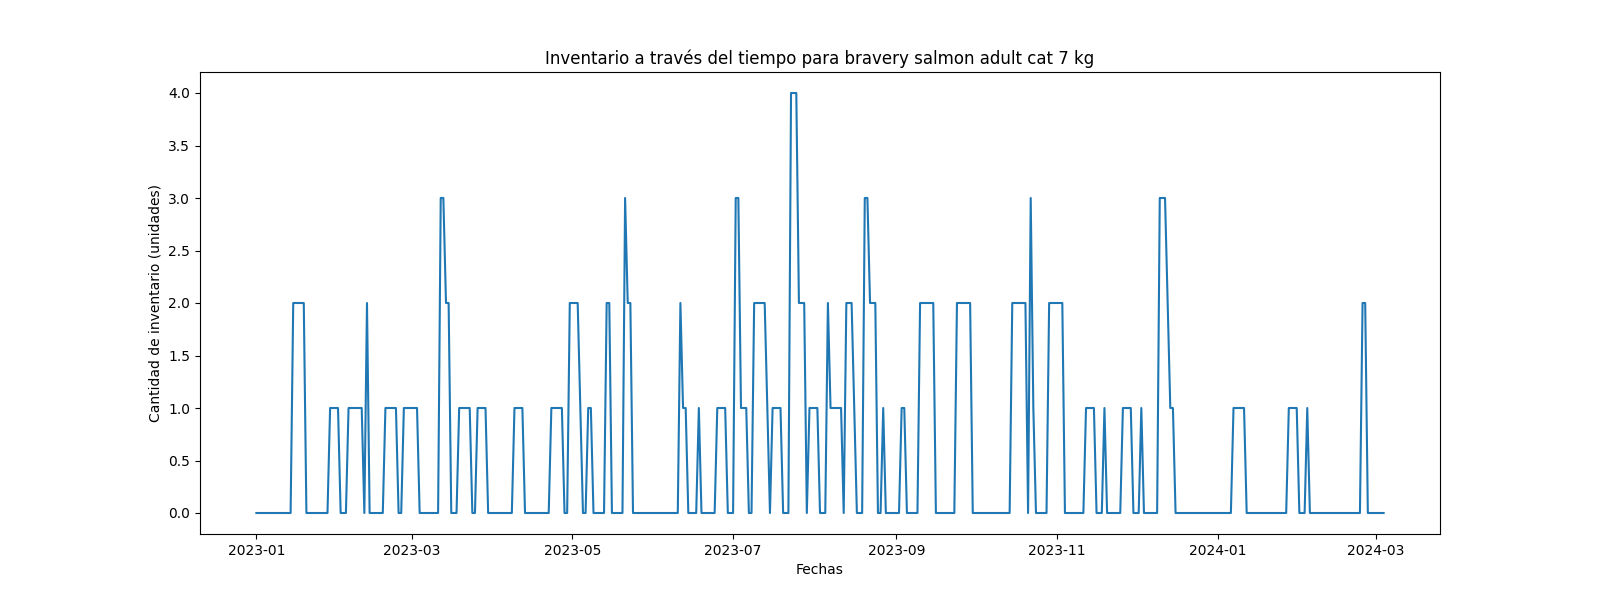 Inventario a través del tiempo para bravery salmon adult cat 7 kg
Cantidad de inventario (unidades)
4.0
3.5
3.0
2.5
2.0
1.5
1.0
0.5
0.0
2023-01 2023-03 2023-05 2023-07 2023-09 2023-11 2024-01 2024-03
Fechas